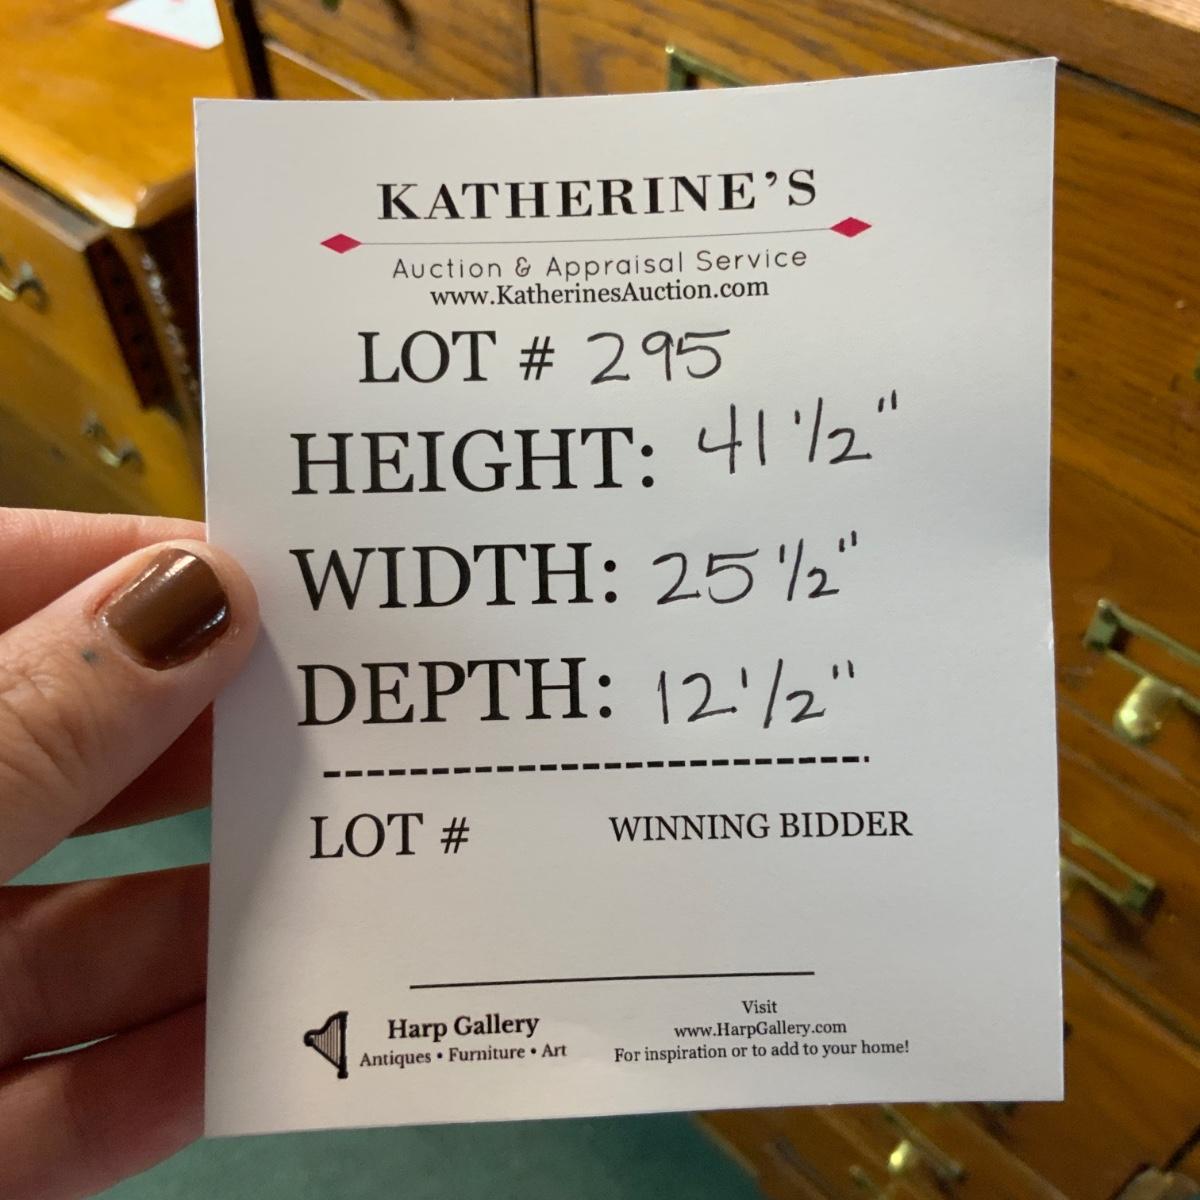 KATHERINE'S
Auction & Appraisal Service
www.KatherinesAuction.com
LOT # 295
HEIGHT: 41 1/2"
WIDTH: 25 1/2"
DEPTH: 12 1/2"
LOT # WINNING BIDDER
Harp Gallery
Antiques • Furniture • Art
Visit
www.HarpGallery.com
For inspiration or to add to your home!